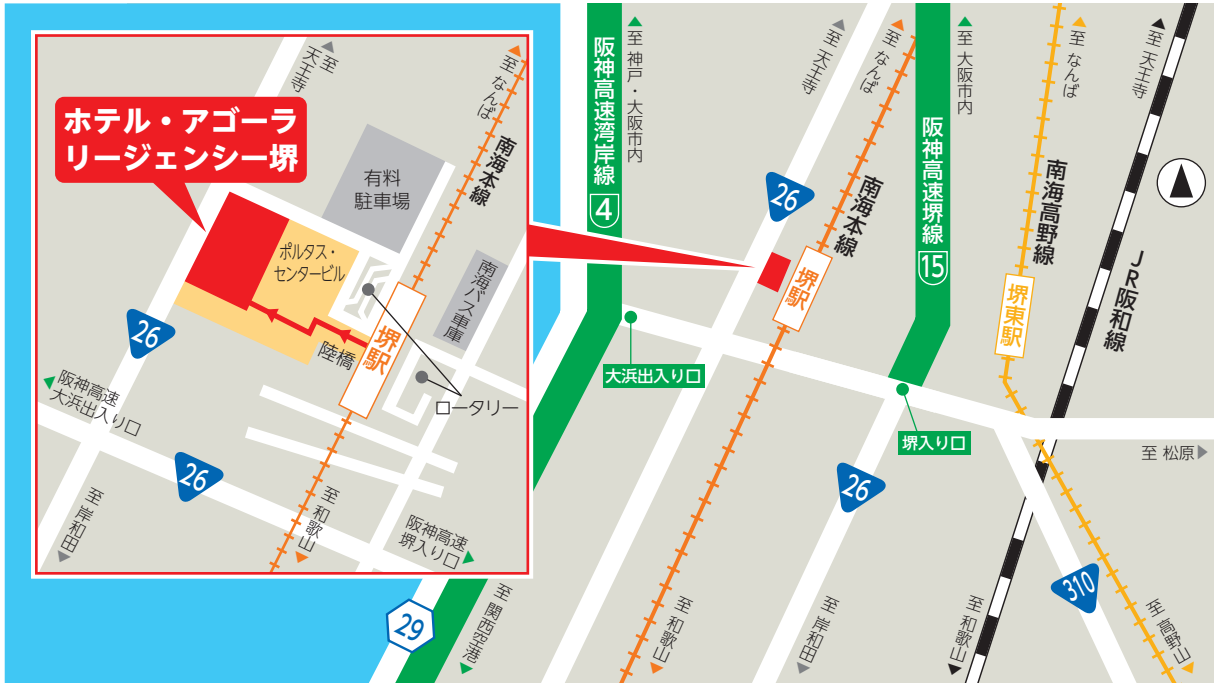 ホテル・アゴーラ
リージェンシー堺
至 天王寺
至 なんば
南海本線
有料
駐車場
ポルタス・
センタービル
南海バス車庫
堺駅
陸橋
ロータリー
26
阪神高速
大浜出入り口
26
至 岸和田
至 和歌山
阪神高速
堺入り口
阪神高速湾岸線
4
至 神戸・大阪市内
至 天王寺
至 なんば
26
南海本線
堺駅
阪神高速堺線
15
至 大阪市内
至 なんば
南海高野線
堺東駅
至 天王寺
JR阪和線
大浜出入り口
堺入り口
至 松原
26
310
29
至 関西空港
至 和歌山
至 岸和田
至 和歌山
至 高野山